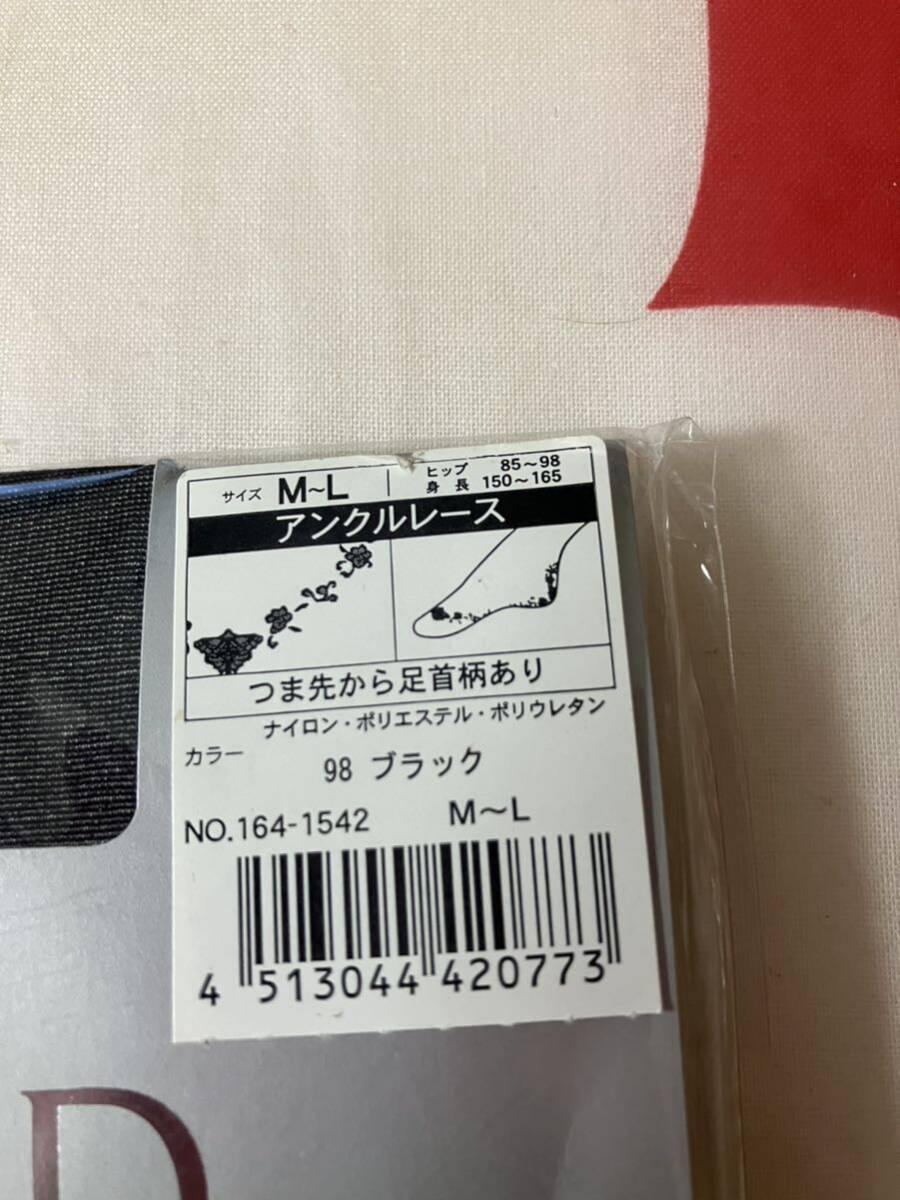 サイズ M~L ヒップ 85~98
身長 150~165
アンクルレース
つま先から足首柄あり
ナイロン・ポリエステル・ポリウレタン
カラー 98 ブラック
NO.164-1542 M~L
4 513044 420773
D